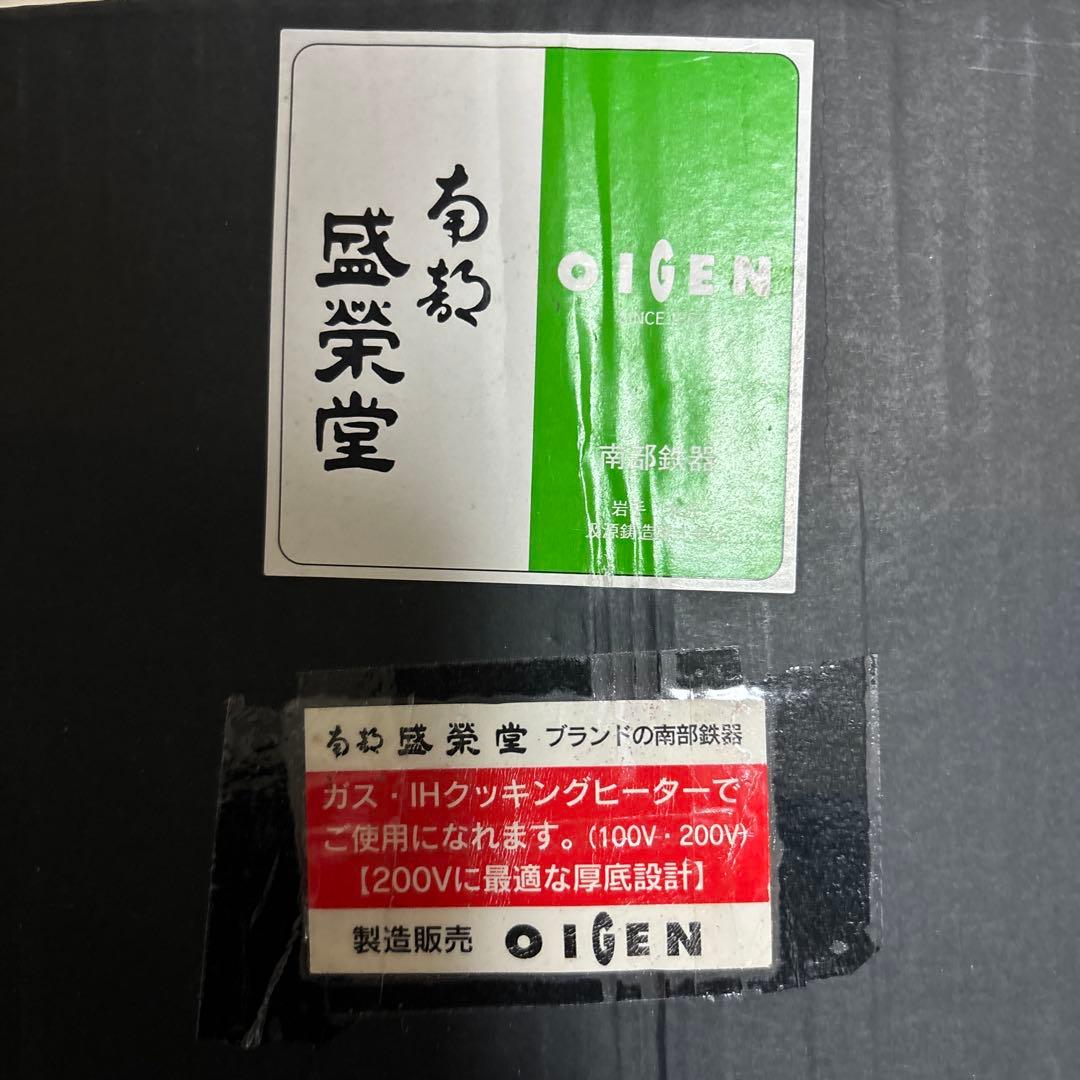 南部
盛榮堂
OIGEN
南部鉄器
南部 盛榮堂 ブランドの南部鉄器
ガス・IHクッキングヒーターで
ご使用になれます。(100V・200V)
【200Vに最適な厚底設計】
製造販売 OIGEN